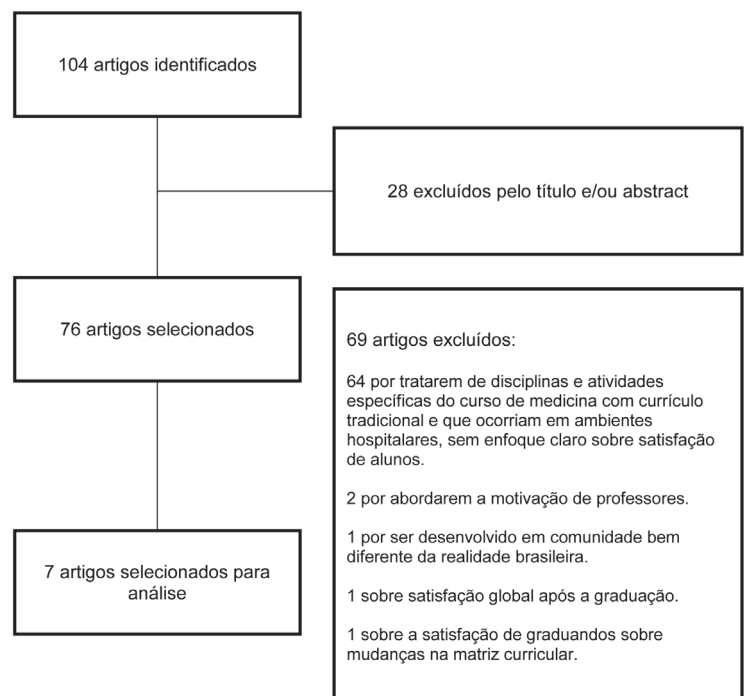 104 artigos identificados
28 excluídos pelo título e/ou abstract
76 artigos selecionados
69 artigos excluídos:
64 por tratarem de disciplinas e atividades
específicas do curso de medicina com currículo
tradicional e que ocorriam em ambientes
hospitalares, sem enfoque claro sobre satisfação
de alunos.
2 por abordarem a motivação de professores.
1 por ser desenvolvido em comunidade bem
diferente da realidade brasileira.
1 sobre satisfação global após a graduação.
1 sobre a satisfação de graduandos sobre
mudanças na matriz curricular.
7 artigos selecionados para
análise